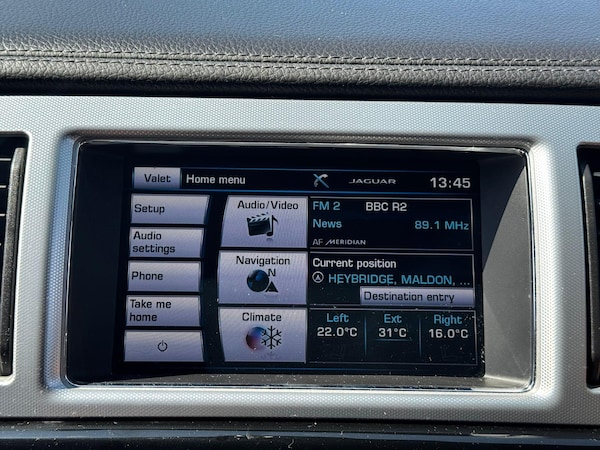 Valet
Home menu
JAGUAR
13:45
Setup
Audio
settings
Phone
Take me
home
Audio/Video
Navigation
N
Climate
FM 2 BBC R2
News 89.1 MHz
AF MERIDIAN
Current position
HEYBRIDGE, MALDON, ...
Destination entry
Left Ext Right
22.0°C 31°C 16.0°C